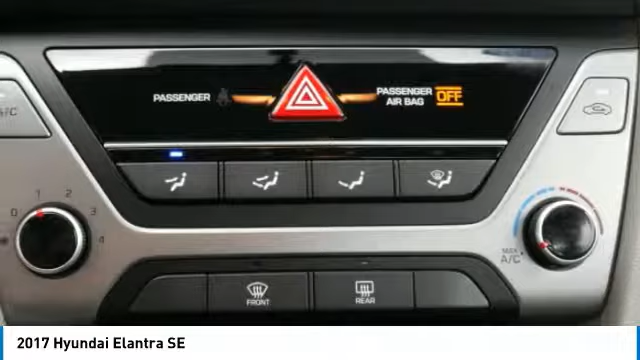 PASSENGER
PASSENGER
AIR BAG OFF
A/C
0 1 2 3 4
MAX
A/C
FRONT
REAR
2017 Hyundai Elantra SE